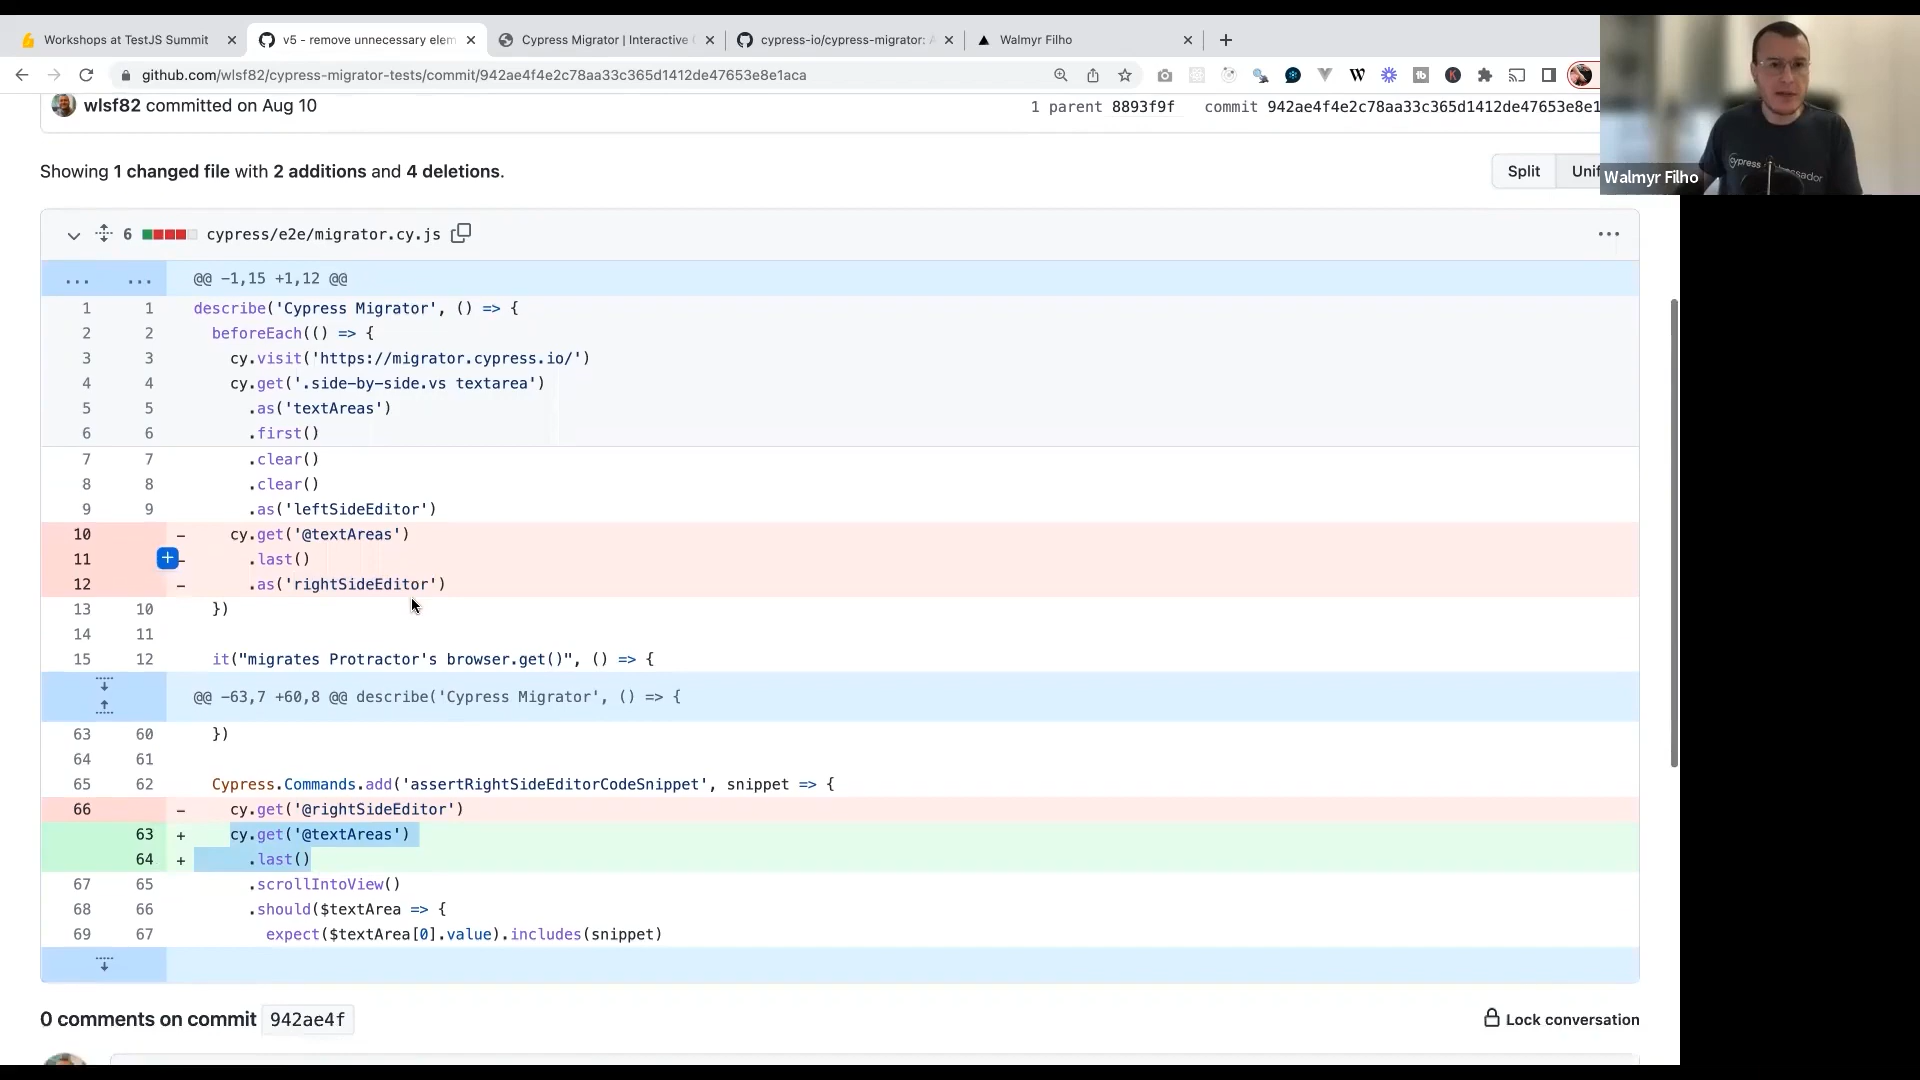 Workshops at TestJS Summit
v5 - remove unnecessary elem
Cypress Migrator | Interactive
cypress-io/cypress-migrator:
Walmyr Filho
github.com/wlsf82/cypress-migrator-tests/commit/942ae4f4e2c78aa33c365d1412de47653e8e1aca
wlsf82 committed on Aug 10
1 parent 8893f9f commit 942ae4f4e2c78aa33c365d1412de47653e8e1
Showing 1 changed file with 2 additions and 4 deletions.
Split
Unif
Walmyr Filho
6 cypress/e2e/migrator.cy.js
... ... @@ -1,15 +1,12 @@
1 1 describe('Cypress Migrator', () => {
2 2 beforeEach(() => {
3 3 cy.visit('https://migrator.cypress.io/')
4 4 cy.get('.side-by-side.vs textarea')
5 5 .as('textAreas')
6 6 .first()
7 7 .clear()
8 8 .clear()
9 9 .as('leftSideEditor')
10 - cy.get('@textAreas')
11 - .last()
12 - .as('rightSideEditor')
13 10 })
14 11
15 12 it("migrates Protractor's browser.get()", () => {
@@ -63,7 +60,8 @@ describe('Cypress Migrator', () => {
63 60 })
64 61
65 62 Cypress.Commands.add('assertRightSideEditorCodeSnippet', snippet => {
66 - cy.get('@rightSideEditor')
63 + cy.get('@textAreas')
64 + .last()
67 65 .scrollIntoView()
68 66 .should($textArea => {
69 67 expect($textArea[0].value).includes(snippet)
0 comments on commit 942ae4f
Lock conversation